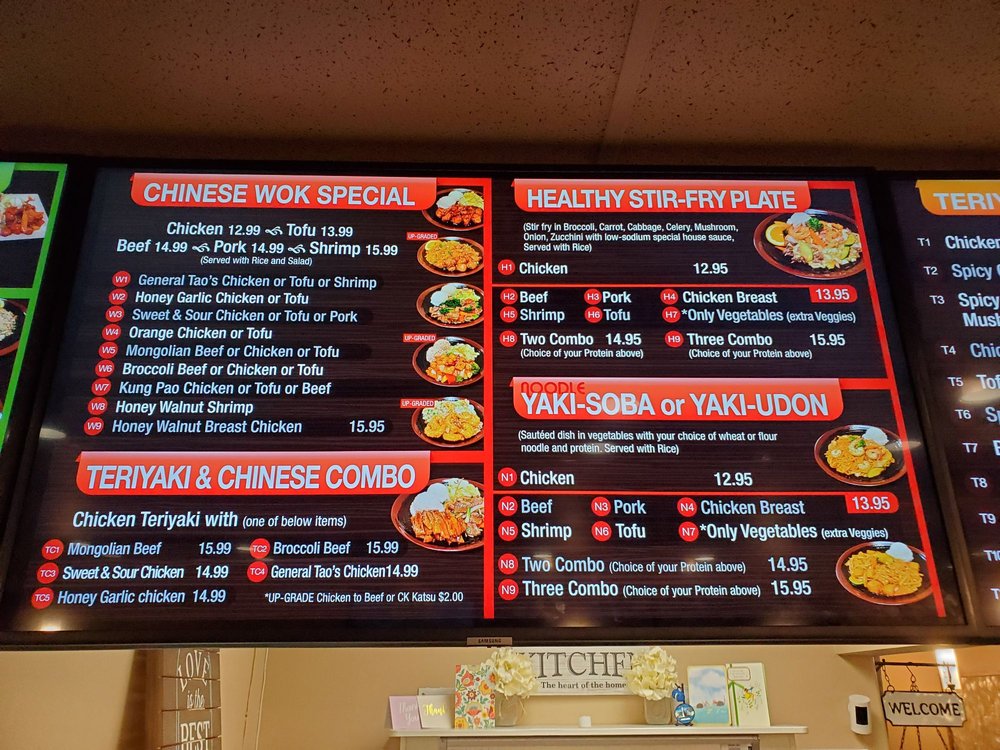 CHINESE WOK SPECIAL
Chicken 12.99 Tofu 13.99
Beef 14.99 Pork 14.99 Shrimp 15.99
(Served with Rice and Salad)
UP-GRADED
W1 General Tao's Chicken or Tofu or Shrimp
W2 Honey Garlic Chicken or Tofu
W3 Sweet & Sour Chicken or Tofu or Pork
W4 Orange Chicken or Tofu
UP-GRADED
W5 Mongolian Beef or Chicken or Tofu
W6 Broccoli Beef or Chicken or Tofu
W7 Kung Pao Chicken or Tofu or Beef
UP-GRADED
W8 Honey Walnut Shrimp
W9 Honey Walnut Breast Chicken 15.95
TERIYAKI & CHINESE COMBO
Chicken Teriyaki with (one of below items)
TC1 Mongolian Beef 15.99 TC2 Broccoli Beef 15.99
TC3 Sweet & Sour Chicken 14.99 TC4 General Tao's Chicken14.99
TC5 Honey Garlic chicken 14.99 *UP-GRADE Chicken to Beef or CK Katsu $2.00
HEALTHY STIR-FRY PLATE
(Stir fry in Broccoli, Carrot, Cabbage, Celery, Mushroom,
Onion, Zucchini with low-sodium special house sauce,
Served with Rice)
H1 Chicken 12.95
H2 Beef H3 Pork H4 Chicken Breast 13.95
H5 Shrimp H6 Tofu H7 *Only Vegetables (extra Veggies)
H8 Two Combo 14.95 H9 Three Combo 15.95
(Choice of your Protein above) (Choice of your Protein above)
NOODLE
YAKI-SOBA or YAKI-UDON
(Sautéed dish in vegetables with your choice of wheat or flour
noodle and protein. Served with Rice)
N1 Chicken 12.95
N2 Beef N3 Pork N4 Chicken Breast 13.95
N5 Shrimp N6 Tofu N7 *Only Vegetables (extra Veggies)
N8 Two Combo (Choice of your Protein above) 14.95
N9 Three Combo (Choice of your Protein above) 15.95
TERIY
T1 Chicken
T2 Spicy
T3 Spicy
Mush
T4 Chic
T5 Tof
T6 Sp
T7
T8
T9
SAMSUNG
KITCHEN
The heart of the home
LOVE
is the
BEST
Thank
You
Thank
WELCOME